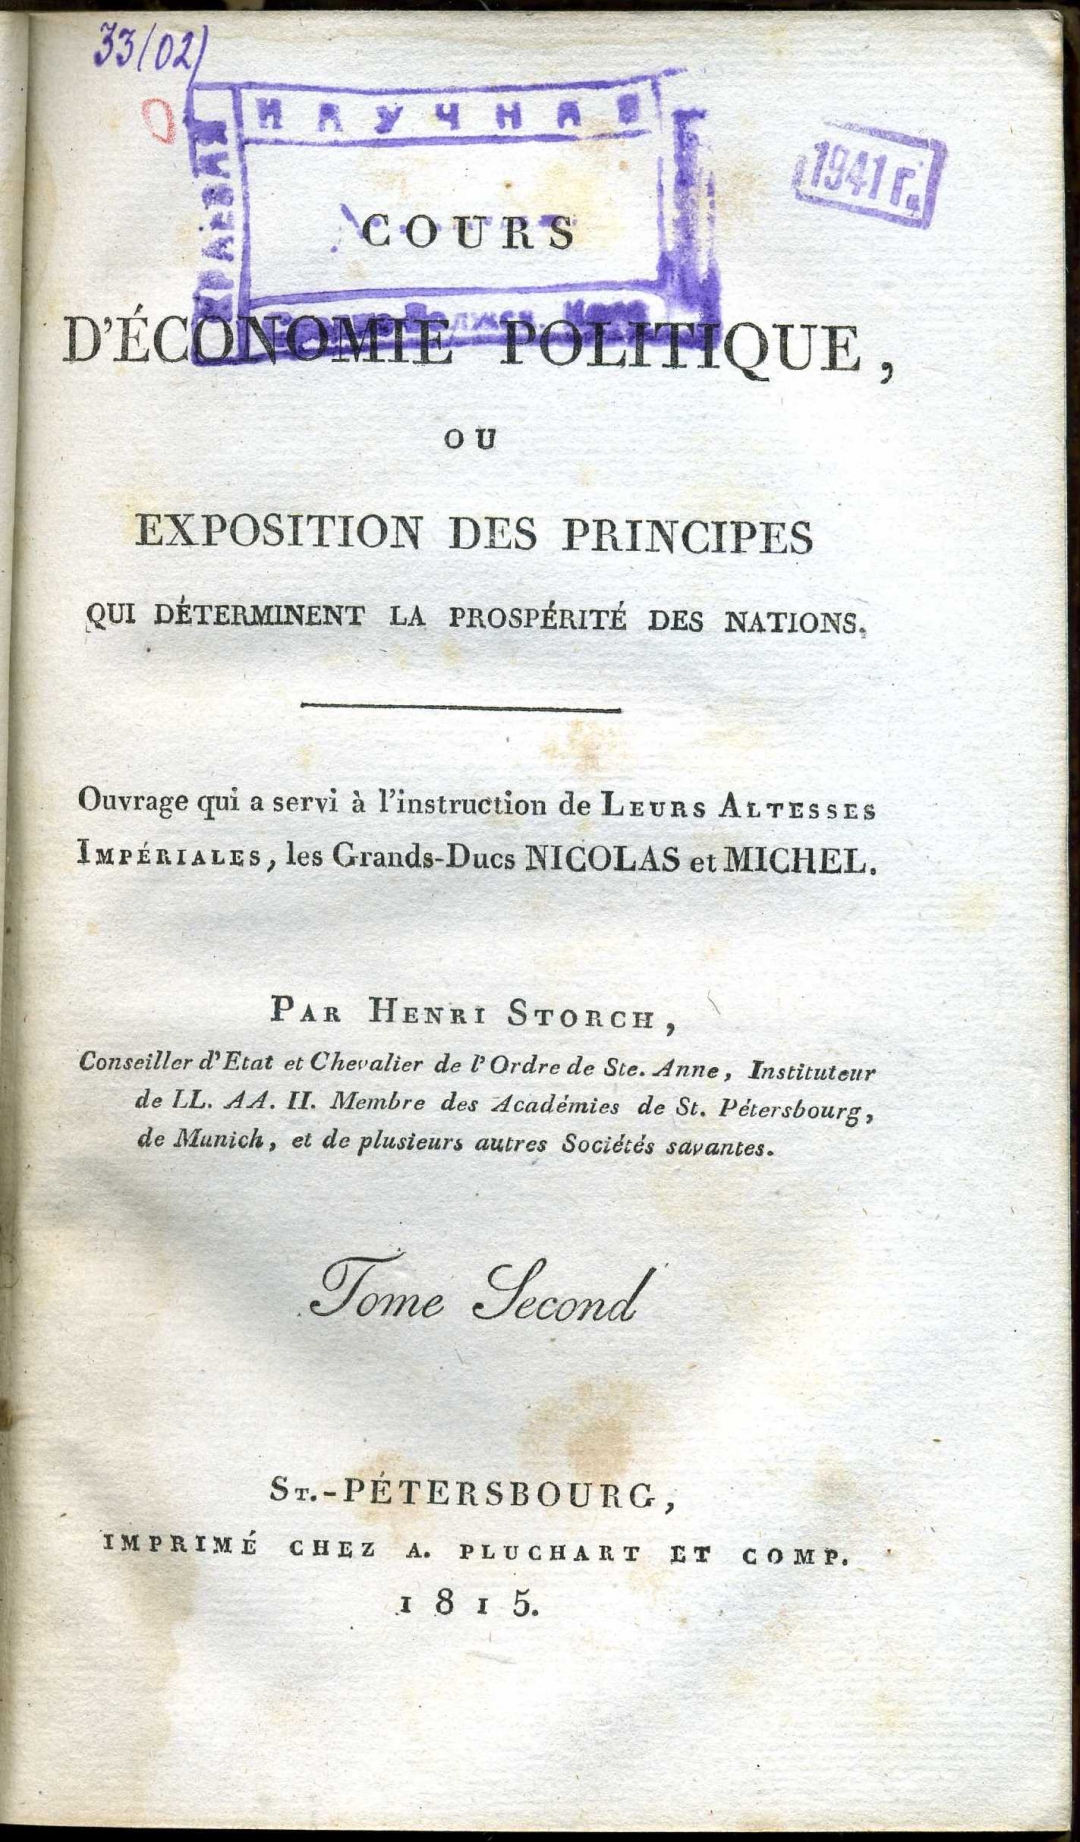 33(02)
НАУЧНАЯ
1941 г.
COURS
D'ÉCONOMIE POLITIQUE,
OU
EXPOSITION DES PRINCIPES
QUI DÉTERMINENT LA PROSPÉRITÉ DES NATIONS.
Ouvrage qui a servi à l'instruction de LEURS ALTESSES
IMPÉRIALES, les Grands-Ducs NICOLAS et MICHEL.
PAR HENRI STORCH,
Conseiller d'Etat et Chevalier de l'Ordre de Ste. Anne, Instituteur
de LL. AA. II. Membre des Académies de St. Pétersbourg,
de Munich, et de plusieurs autres Sociétés savantes.
Tome Second
ST.-PÉTERSBOURG,
IMPRIMÉ CHEZ A. PLUCHART ET COMP.
1815.